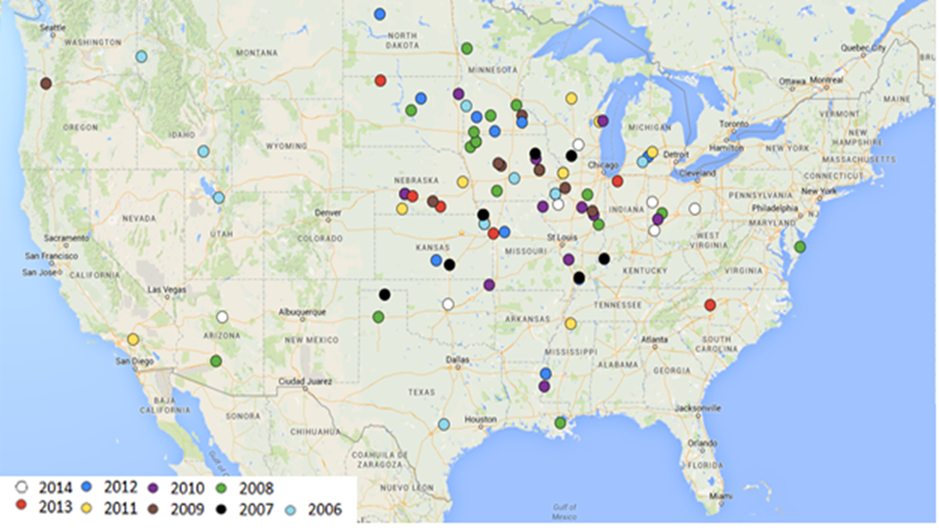 Seattle
WASHINGTON
MONTANA
NORTH
DAKOTA
MINNESOTA
Quebec City
Ottawa
Montreal
MAINE
OREGON
IDAHO
WYOMING
MICHIGAN
Toronto
VERMONT
Hamilton
NEW YORK
NEW
HAMPSHIRE
MASSACHUSETTS
CONNECTICUT
Detroit
Chicago
Cleveland
NEBRASKA
New York
PENNSYLVANIA
Philadelphia
NJ
MARYLAND
NEVADA
UTAH
Denver
COLORADO
KANSAS
MISSOURI
St Louis
INDIANA
WEST
VIRGINIA
KENTUCKY
VIRGINIA
Sacramento
San Francisco
San Jose
CALIFORNIA
Las Vegas
Albuquerque
ARIZONA
NEW MEXICO
ARKANSAS
TENNESSEE
Atlanta
SOUTH
CAROLINA
MISSISSIPPI
ALABAMA
GEORGIA
San Diego
Dallas
TEXAS
Ciudad Juarez
BAJA
CALIFORNIA
SONORA
CHIHUAHUA
Houston
Jacksonville
Orlando
FLORIDA
Miami
COAHUILA DE
ZARAGOZA
NUEVO LEON
Gulf of
Gulf of
Mexico
2014 2012 2010 2008
2013 2011 2009 2007 2006